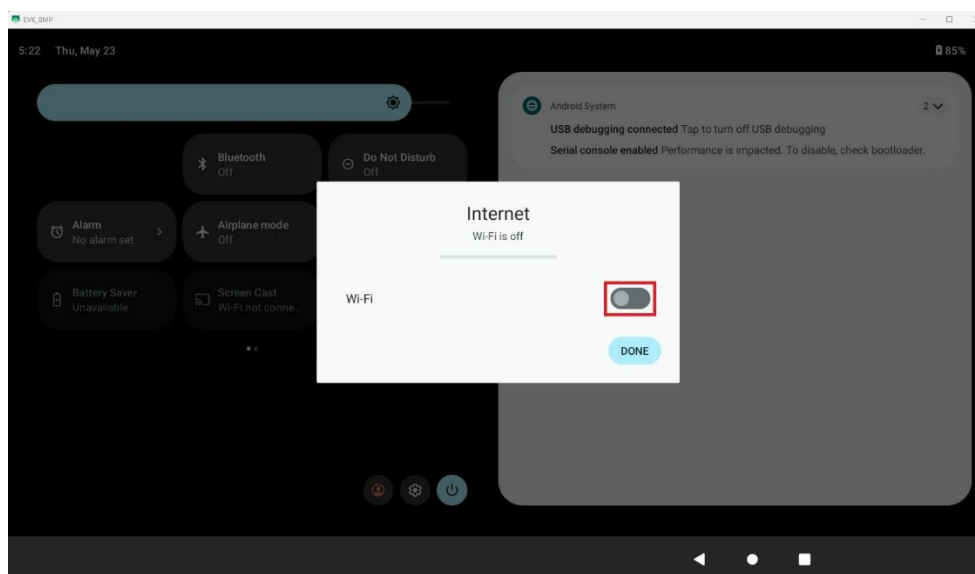 EVK_8MP
5:22 Thu, May 23
85%
Bluetooth
Off
Do Not Disturb
Off
Alarm
No alarm set
Airplane mode
Off
Battery Saver
Unavailable
Screen Cast
Wi-Fi not conne..
Android System
2
USB debugging connected Tap to turn off USB debugging
Serial console enabled Performance is impacted. To disable, check bootloader.
Internet
Wi-Fi is off
Wi-Fi
DONE